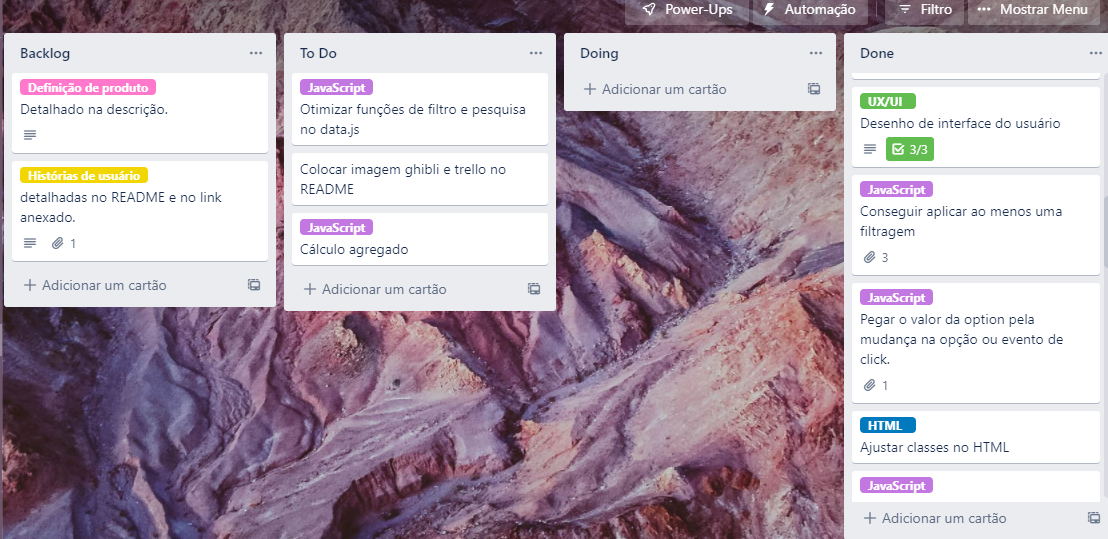 Power-Ups
Automação
Filtro
Mostrar Menu
Backlog
Definição de produto
Detalhado na descrição.
Histórias de usuário
detalhadas no README e no link
anexado.
1
Adicionar um cartão
To Do
JavaScript
Otimizar funções de filtro e pesquisa
no data.js
Colocar imagem ghibli e trello no
README
JavaScript
Cálculo agregado
Adicionar um cartão
Doing
Adicionar um cartão
Done
UX/UI
Desenho de interface do usuário
3/3
JavaScript
Conseguir aplicar ao menos uma
filtragem
3
JavaScript
Pegar o valor da option pela
mudança na opção ou evento de
click.
1
HTML
Ajustar classes no HTML
JavaScript
Adicionar um cartão